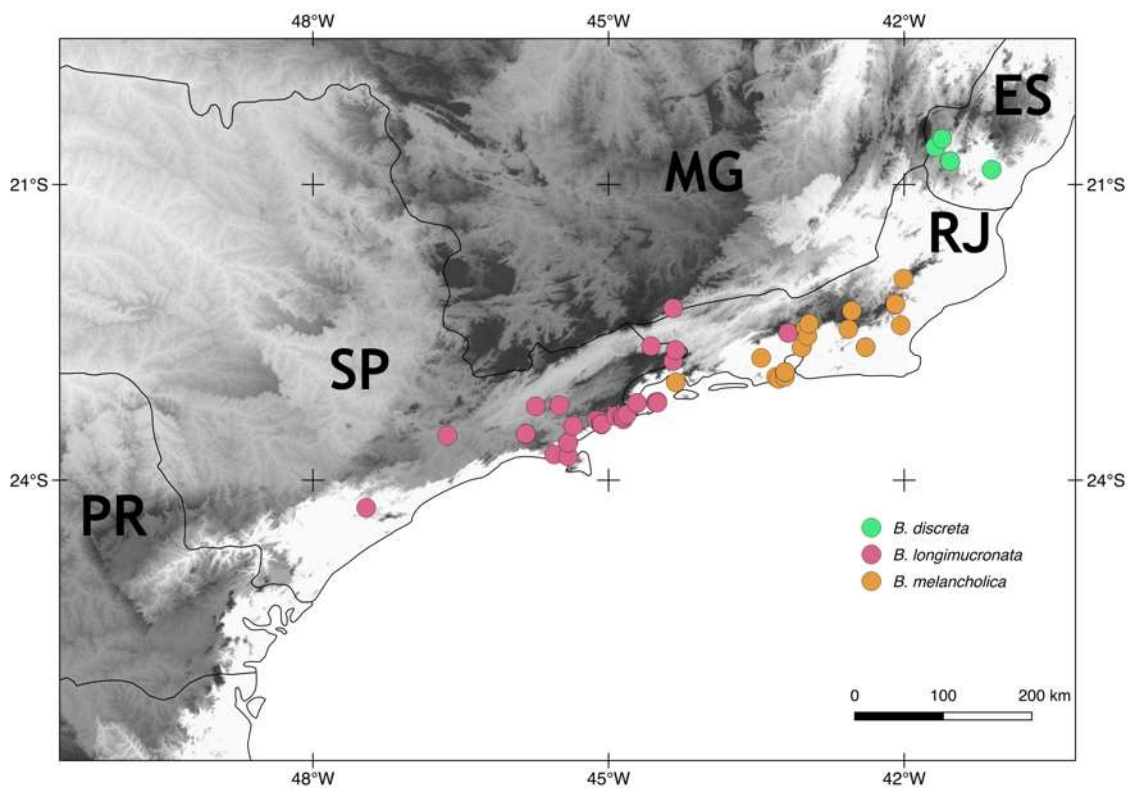 48°W 45°W 42°W
ES
MG
21°S 21°S
RJ
SP
24°S 24°S
PR
B. discreta
B. longimucronata
B. melancholica
0 100 200 km
48°W 45°W 42°W